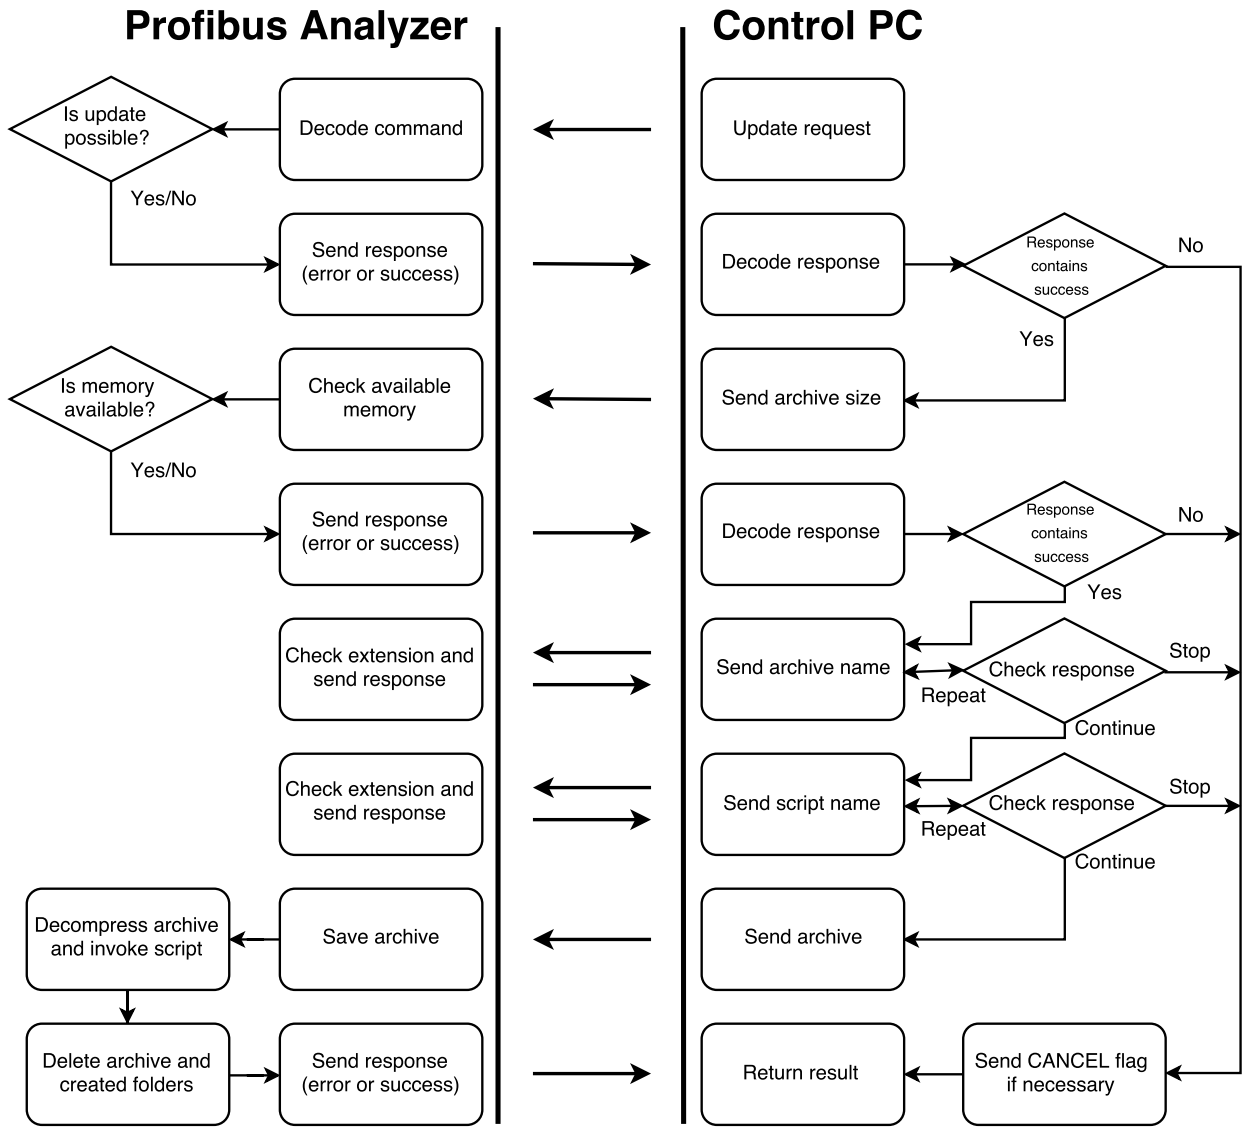 Profibus Analyzer
Control PC
Is update
possible?
Decode command
Update request
Yes/No
Send response
(error or success)
Decode response
Response
contains
success
No
Yes
Is memory
available?
Check available
memory
Send archive size
Yes/No
Send response
(error or success)
Decode response
Response
contains
success
No
Yes
Check extension and
send response
Send archive name
Repeat
Check response
Stop
Continue
Check extension and
send response
Send script name
Repeat
Check response
Stop
Continue
Decompress archive
and invoke script
Save archive
Send archive
Delete archive and
created folders
Send response
(error or success)
Return result
Send CANCEL flag
if necessary